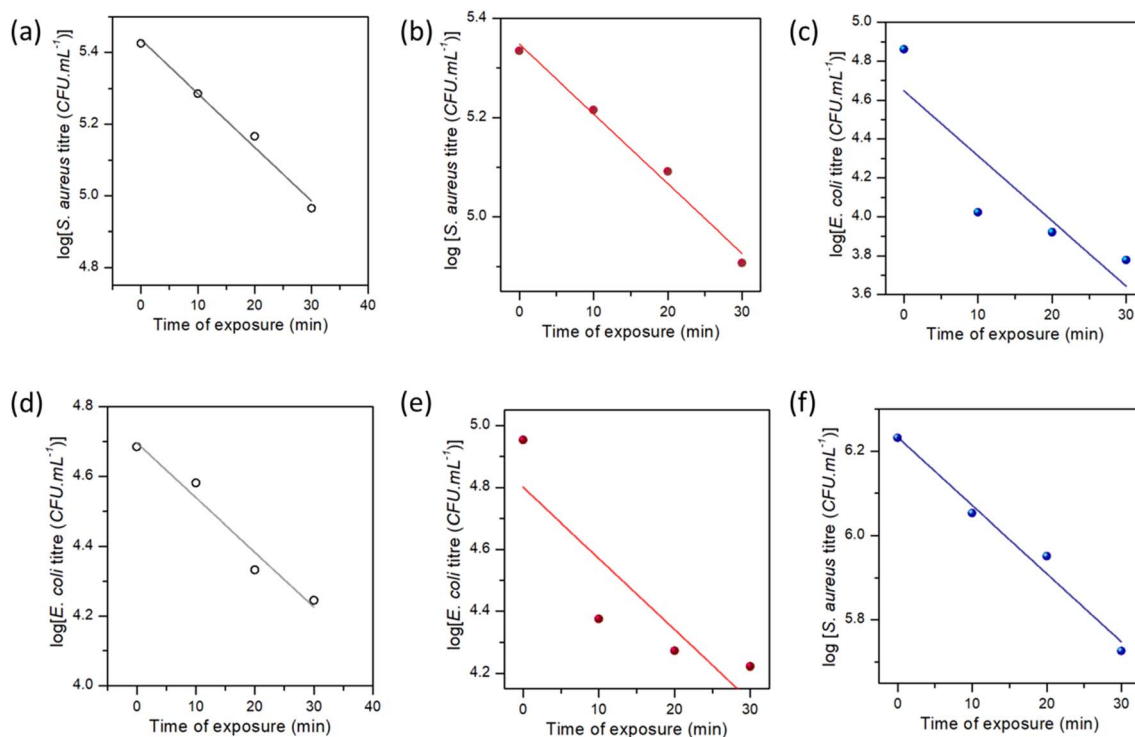 (a)
log[S. aureus titre (CFU.mL⁻¹)]
5.4
5.2
5.0
4.8
0 10 20 30 40
Time of exposure (min)
(b)
log [S. aureus titre (CFU.mL⁻¹)]
5.4
5.2
5.0
0 10 20 30
Time of exposure (min)
(c)
log[E. coli titre (CFU.mL⁻¹)]
5.0
4.8
4.6
4.4
4.2
4.0
3.8
3.6
0 10 20 30
Time of exposure (min)
(d)
log[E. coli titre (CFU.mL⁻¹)]
4.8
4.6
4.4
4.2
4.0
0 10 20 30 40
Time of exposure (min)
(e)
log[E. coli titre (CFU.mL⁻¹)]
5.0
4.8
4.6
4.4
4.2
0 10 20 30
Time of exposure (min)
(f)
log [S. aureus titre (CFU.mL⁻¹)]
6.2
6.0
5.8
0 10 20 30
Time of exposure (min)